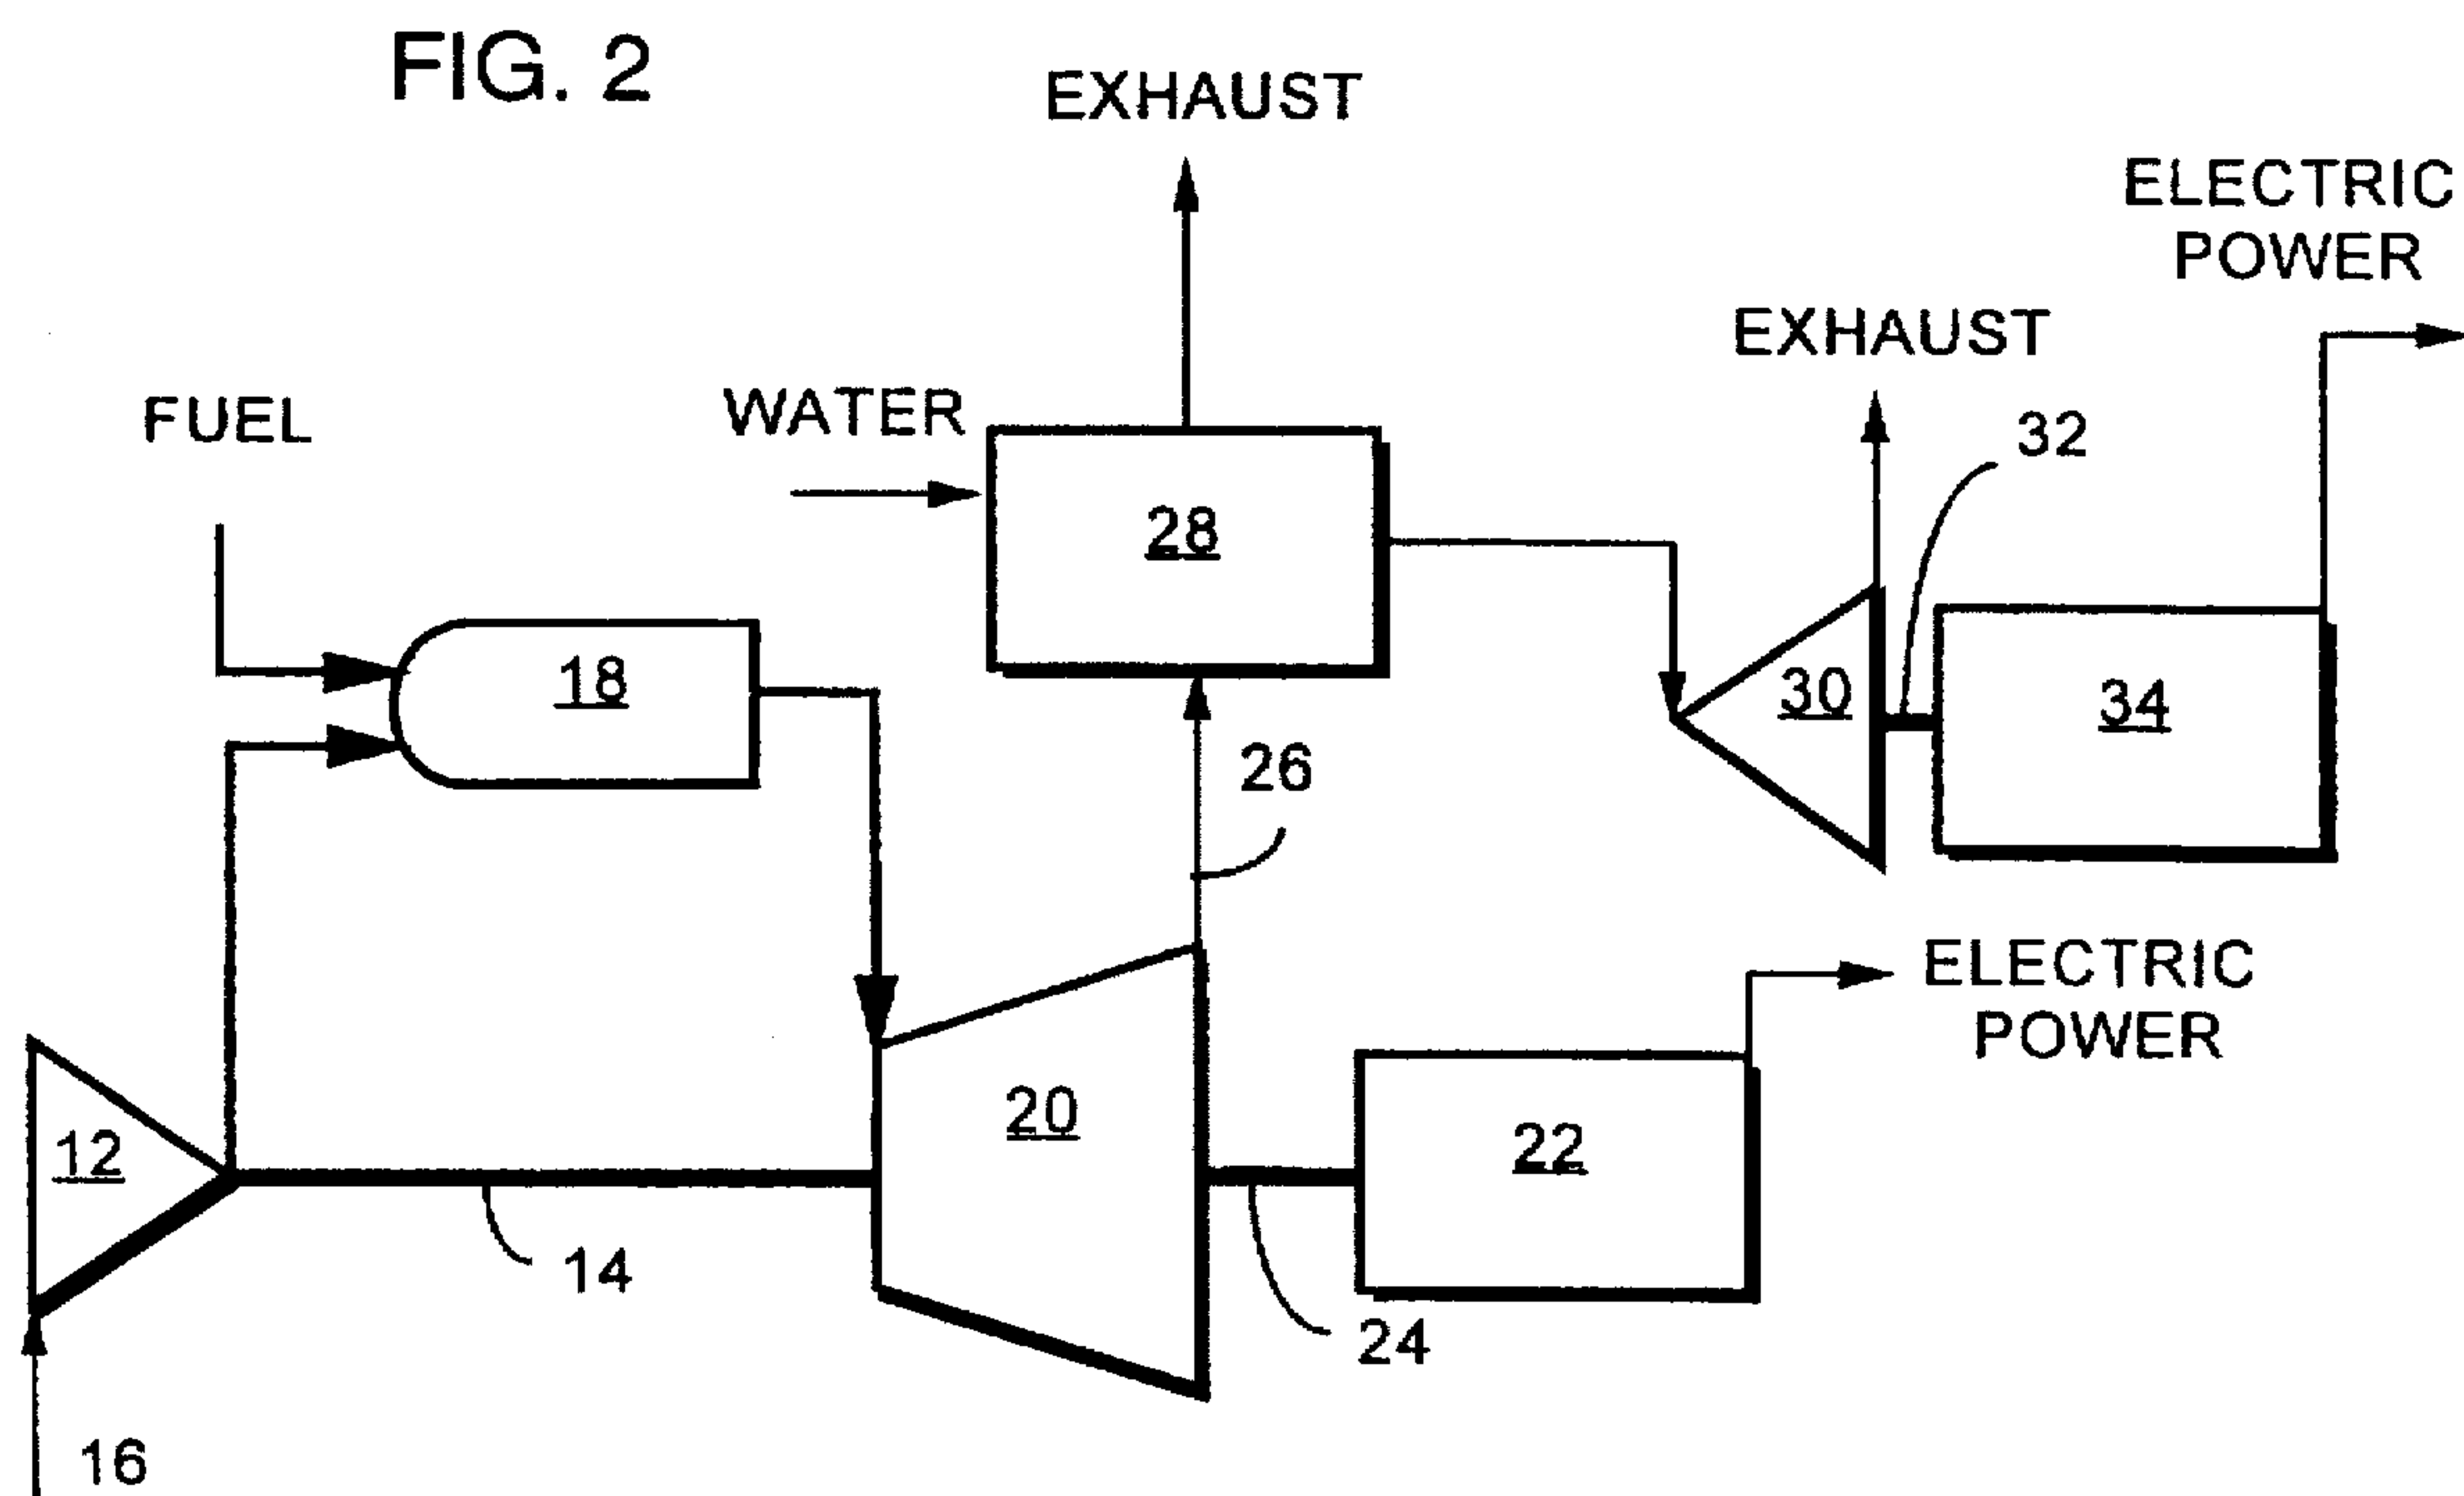 FIG. 2
EXHAUST
ELECTRIC
POWER
EXHAUST
WATER
FUEL
32
28
18
30
34
26
ELECTRIC
POWER
20
12
22
14
24
16